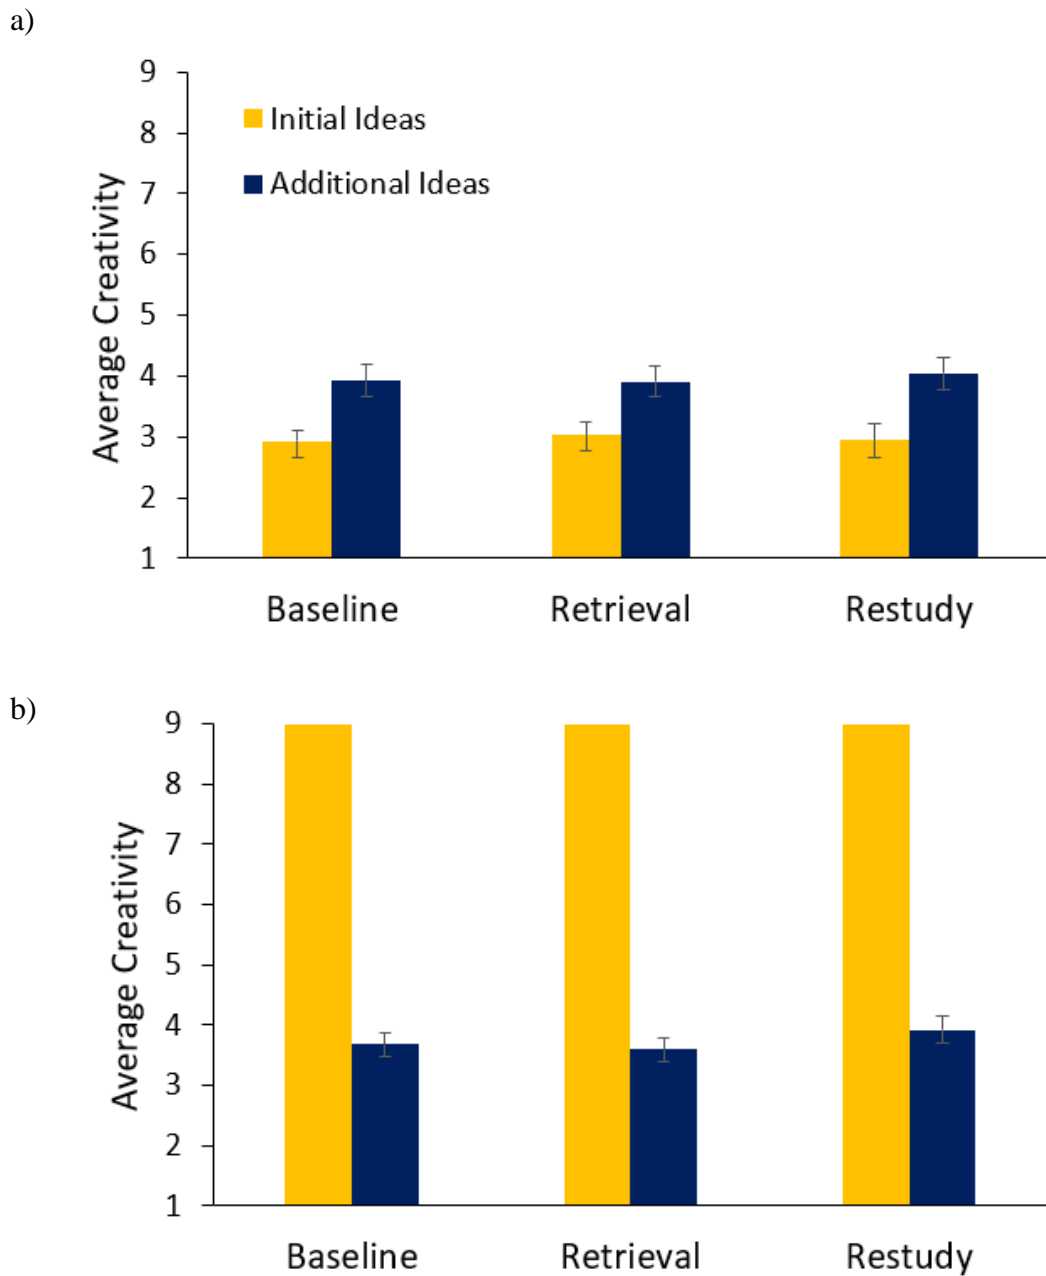 a)
9
8
7
6
5
4
3
2
1
Average Creativity
Initial Ideas
Additional Ideas
Baseline Retrieval Restudy
b)
9
8
7
6
5
4
3
2
1
Average Creativity
Baseline Retrieval Restudy